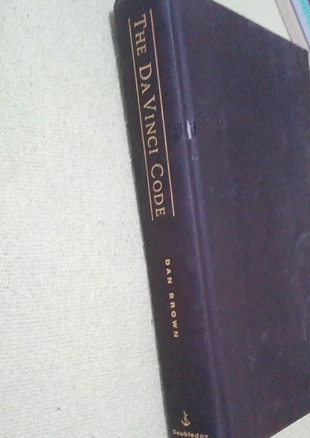 THE DA VINCI CODE
DAN BROWN
Doubleday